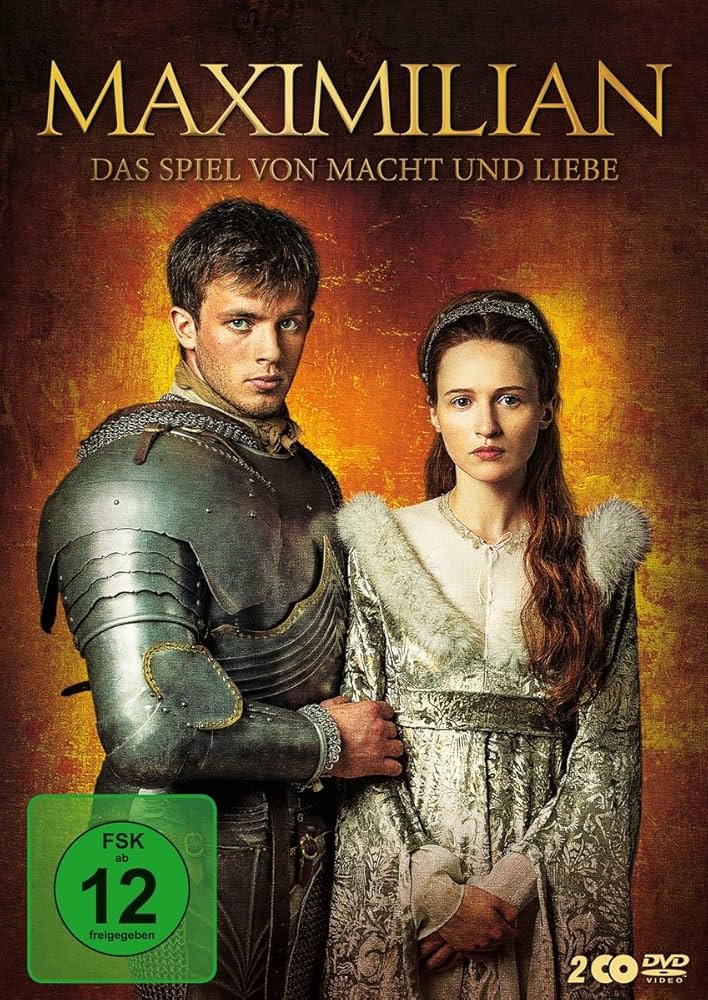 MAXIMILIAN
DAS SPIEL VON MACHT UND LIEBE
FSK
ab
12
freigegeben
2 DVD
VIDEO